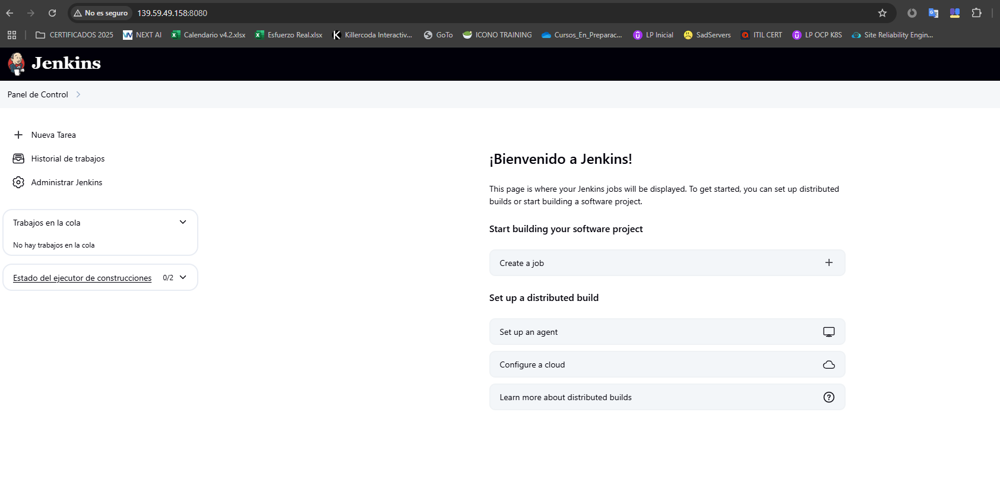 No es seguro 139.59.49.158:8080
CERTIFICADOS 2025 NEXT AI Calendario v4.2.xlsx Esfuerzo Real.xlsx Killercoda Interactiv... GoTo ICONO TRAINING Cursos_En_Preparac... LP Inicial SadServers ITIL CERT LP OCP K8S Site Reliability Engin...
Jenkins
Panel de Control
Nueva Tarea
Historial de trabajos
Administrar Jenkins
Trabajos en la cola
No hay trabajos en la cola
Estado del ejecutor de construcciones 0/2
¡Bienvenido a Jenkins!
This page is where your Jenkins jobs will be displayed. To get started, you can set up distributed
builds or start building a software project.
Start building your software project
Create a job
Set up a distributed build
Set up an agent
Configure a cloud
Learn more about distributed builds